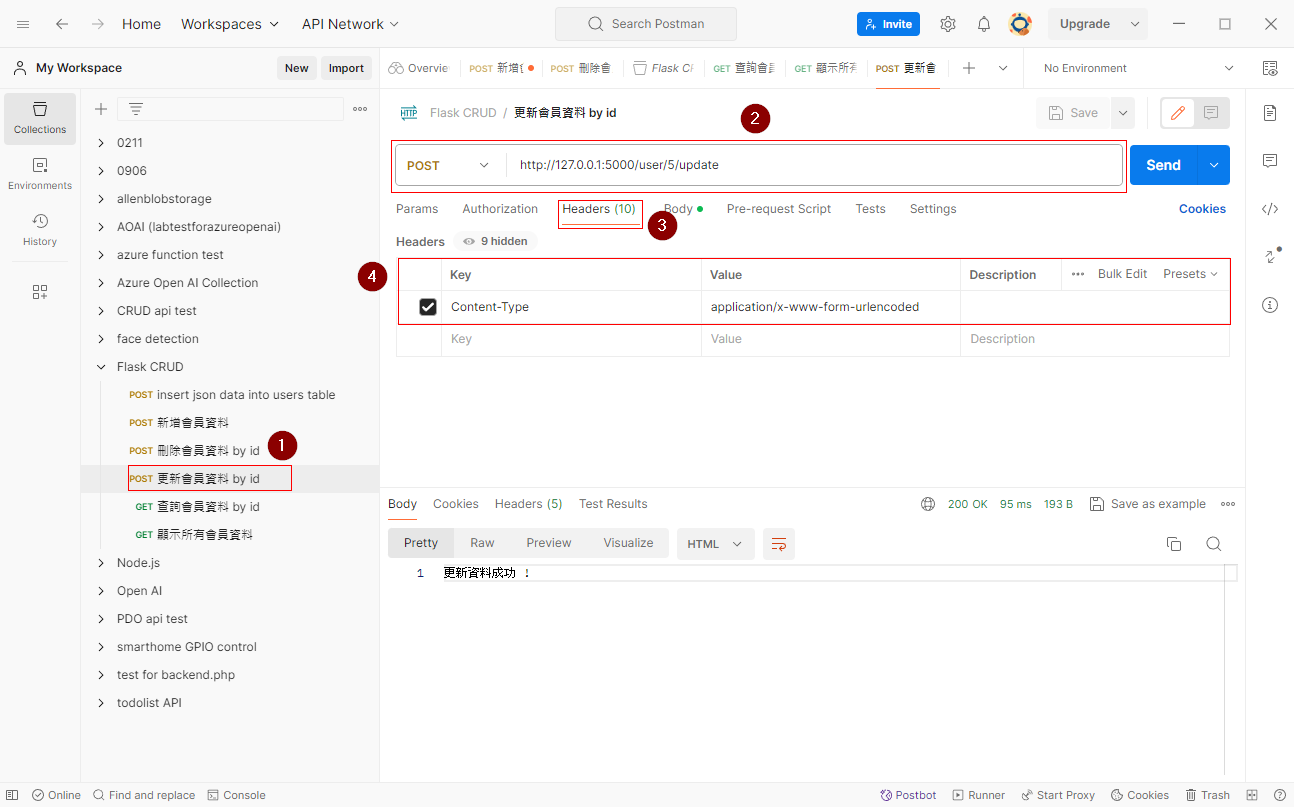 Home Workspaces API Network Search Postman Invite Upgrade
My Workspace New Import Overvie POST 新增 POST 刪除會 Flask CF GET 查詢會員 GET 顯示所有 POST 更新會 No Environment
Collections
Environments
History
0211
0906
allenblobstorage
AOAI (labtestforazureopenai)
azure function test
Azure Open AI Collection
CRUD api test
face detection
Flask CRUD
POST insert json data into users table
POST 新增會員資料
POST 刪除會員資料 by id
1
POST 更新會員資料 by id
GET 查詢會員資料 by id
GET 顯示所有會員資料
Node.js
Open AI
PDO api test
smarthome GPIO control
test for backend.php
todolist API
HTTP Flask CRUD / 更新會員資料 by id Save
2
POST http://127.0.0.1:5000/user/5/update Send
Params Authorization Headers (10) Body Pre-request Script Tests Settings Cookies
3
Headers 9 hidden
4
Key Value Description Bulk Edit Presets
Content-Type application/x-www-form-urlencoded
Key Value Description
Body Cookies Headers (5) Test Results 200 OK 95 ms 193 B Save as example
Pretty Raw Preview Visualize HTML
1 更新資料成功 !
Online Find and replace Console Postbot Runner Start Proxy Cookies Trash